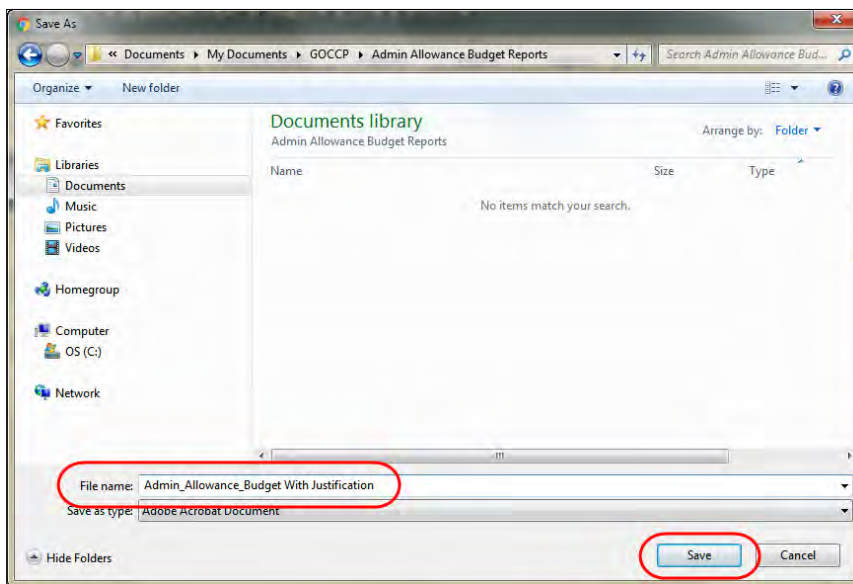 Save As
« Documents ▸ My Documents ▸ GOCCP ▸ Admin Allowance Budget Reports
Search Admin Allowance Bud...
Organize
New folder
Favorites
Libraries
Documents
Music
Pictures
Videos
Homegroup
Computer
OS (C:)
Network
Documents library
Admin Allowance Budget Reports
Arrange by: Folder
Name Size Type
No items match your search.
File name: Admin_Allowance_Budget With Justification
Save as type: Adobe Acrobat Document
Hide Folders
Save
Cancel